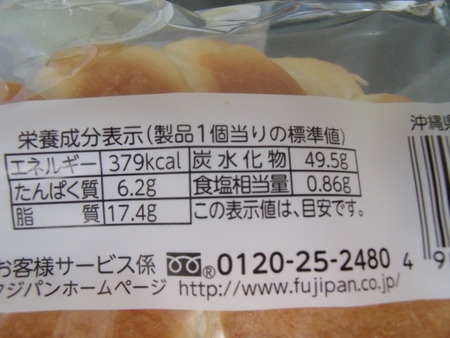 栄養成分表示(製品1個当りの標準値)
エネルギー 379kcal 炭水化物 49.5g
たんぱく質 6.2g 食塩相当量 0.86g
脂質 17.4g この表示値は、目安です。
沖縄県
お客様サービス係 ® 0120-25-2480
フジパンホームページ http://www.fujipan.co.jp/
4 9